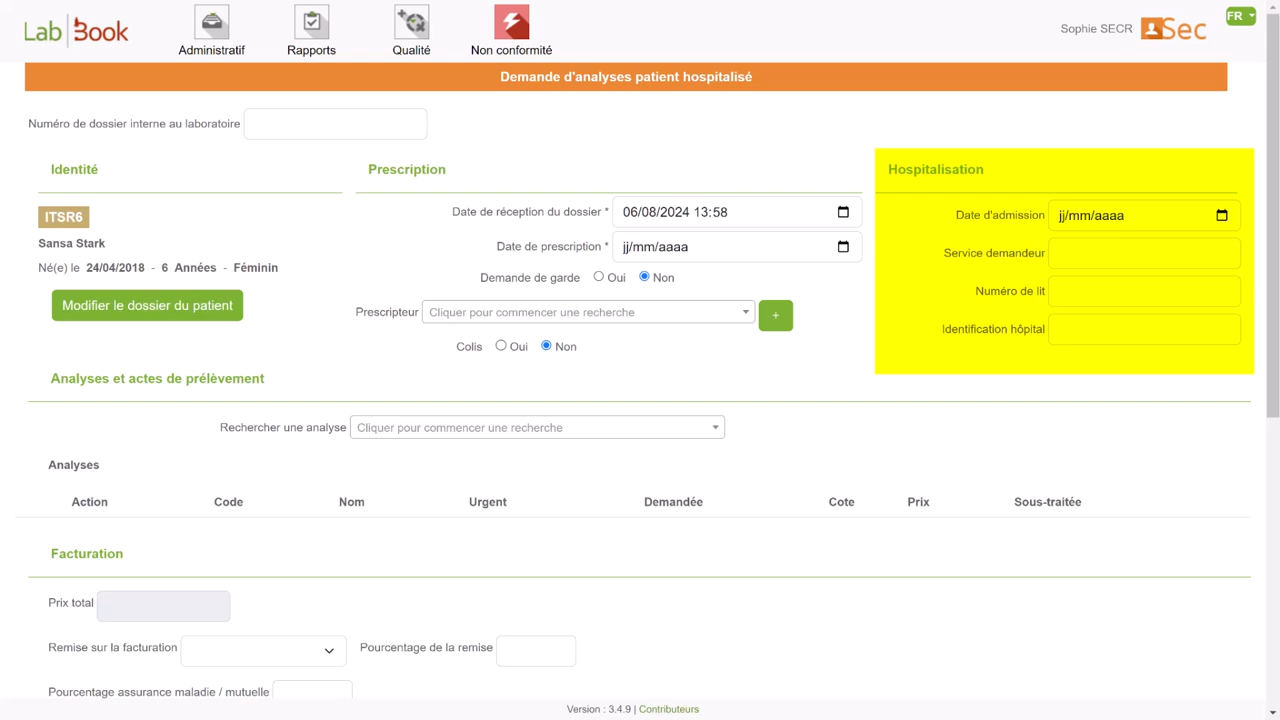 Lab Book
Administratif
Rapports
Qualité
Non conformité
Sophie SECR
Sec
FR
Demande d'analyses patient hospitalisé
Numéro de dossier interne au laboratoire
Identité
ITSR6
Sansa Stark
Né(e) le 24/04/2018 - 6 Années - Féminin
Modifier le dossier du patient
Prescription
Date de réception du dossier * 06/08/2024 13:58
Date de prescription * jj/mm/aaaa
Demande de garde Oui Non
Prescripteur Cliquer pour commencer une recherche +
Colis Oui Non
Hospitalisation
Date d'admission jj/mm/aaaa
Service demandeur
Numéro de lit
Identification hôpital
Analyses et actes de prélèvement
Rechercher une analyse Cliquer pour commencer une recherche
Analyses
Action Code Nom Urgent Demandée Cote Prix Sous-traitée
Facturation
Prix total
Remise sur la facturation Pourcentage de la remise
Pourcentage assurance maladie / mutuelle
Version : 3.4.9 | Contributeurs